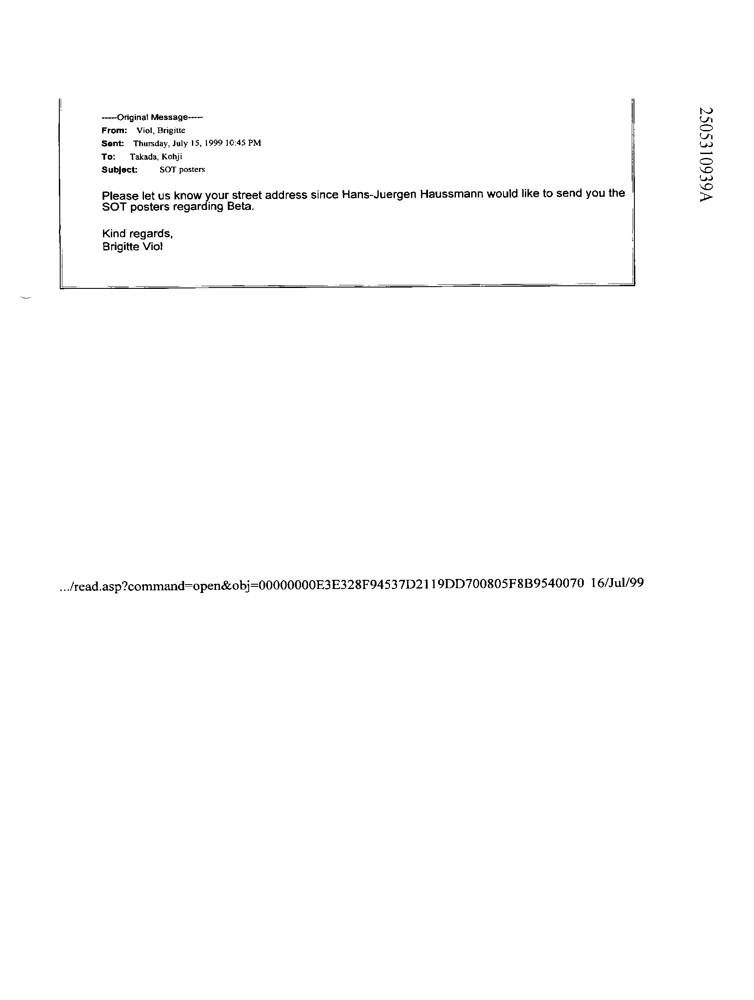 -----Original Message-----
From: Viol, Brigitte
Sent: Thursday, July 15, 1999 10:45 PM
To: Takada, Kohji
Subject: SOT posters
Please let us know your street address since Hans-Juergen Haussmann would like to send you the
SOT posters regarding Beta.
Kind regards,
Brigitte Viol
2505310939A
.../read.asp?command=open&obj=00000000E3E328F94537D2119DD700805F8B9540070 16/Jul/99